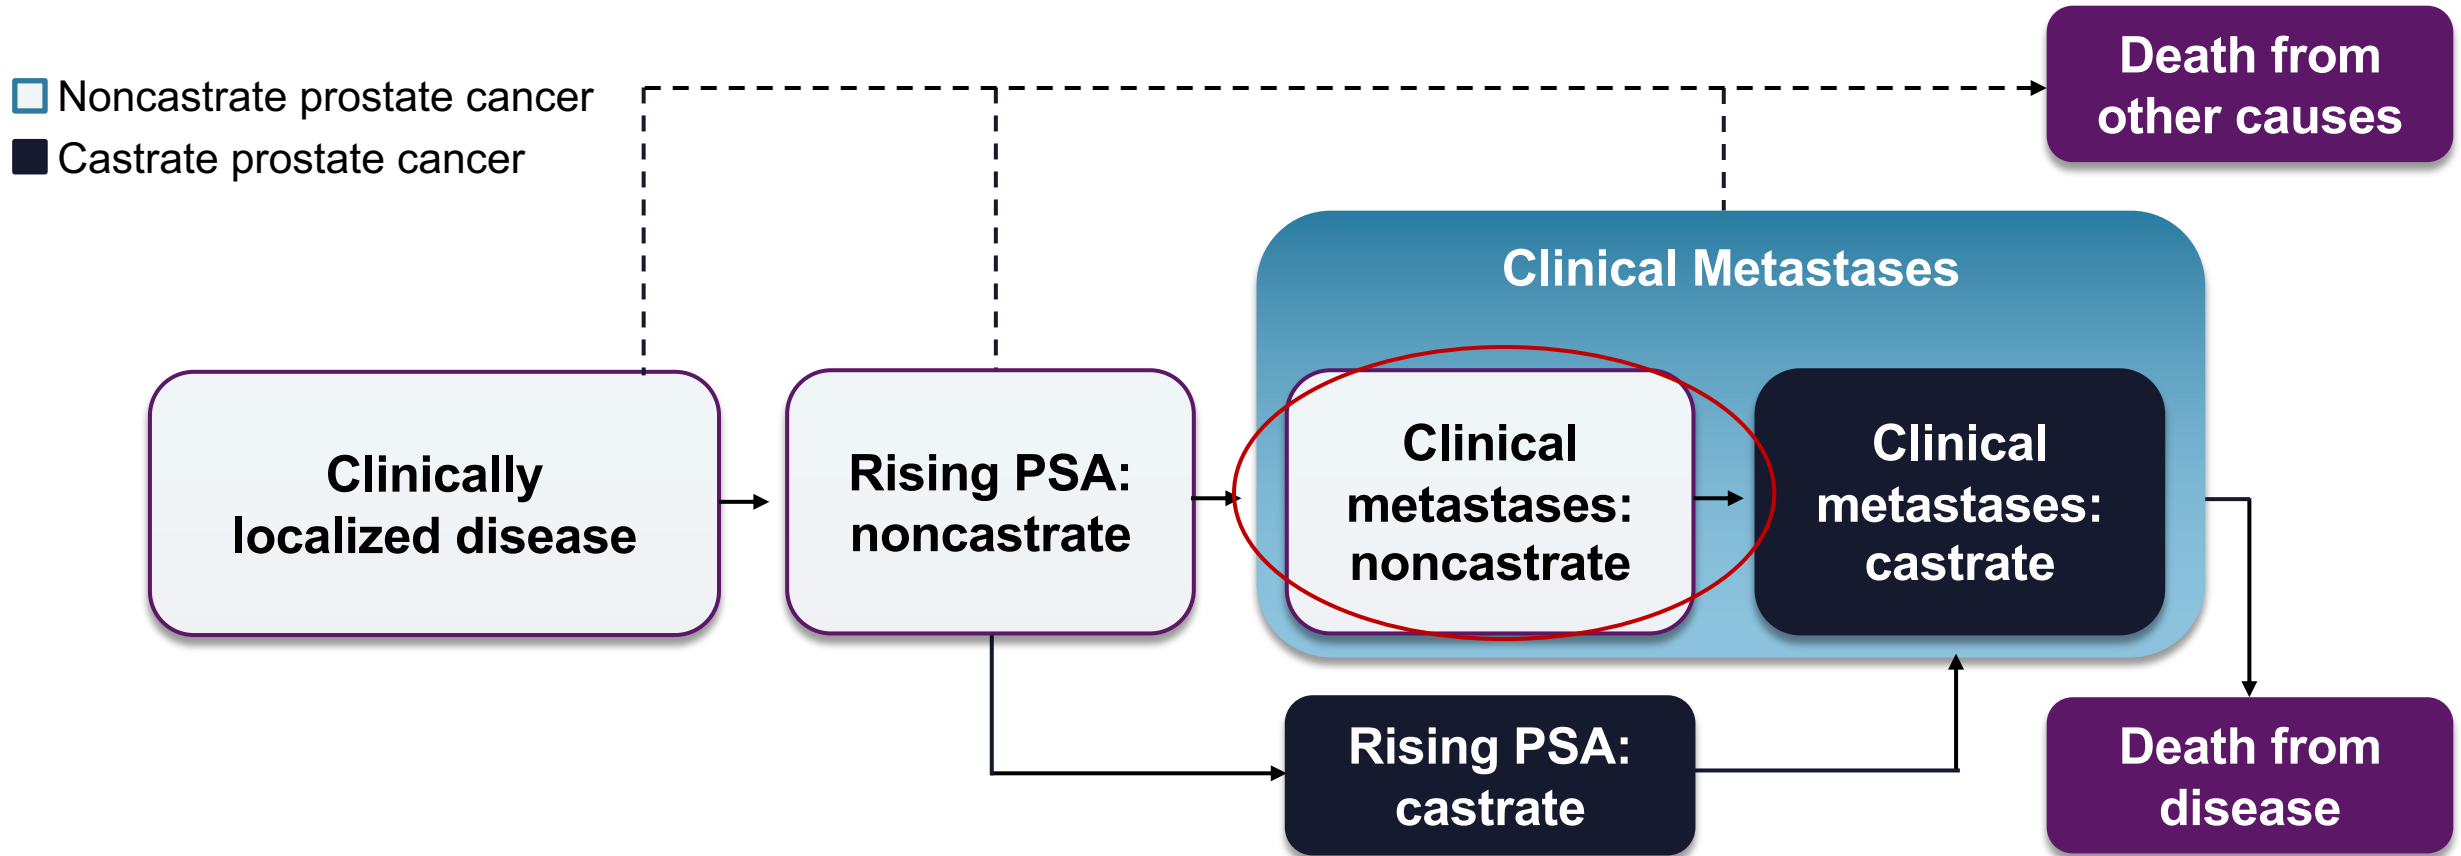 Noncastrate prostate cancer
Castrate prostate cancer
Death from
other causes
Clinical Metastases
Clinically
localized disease
Rising PSA:
noncastrate
Clinical
metastases:
noncastrate
Clinical
metastases:
castrate
Rising PSA:
castrate
Death from
disease